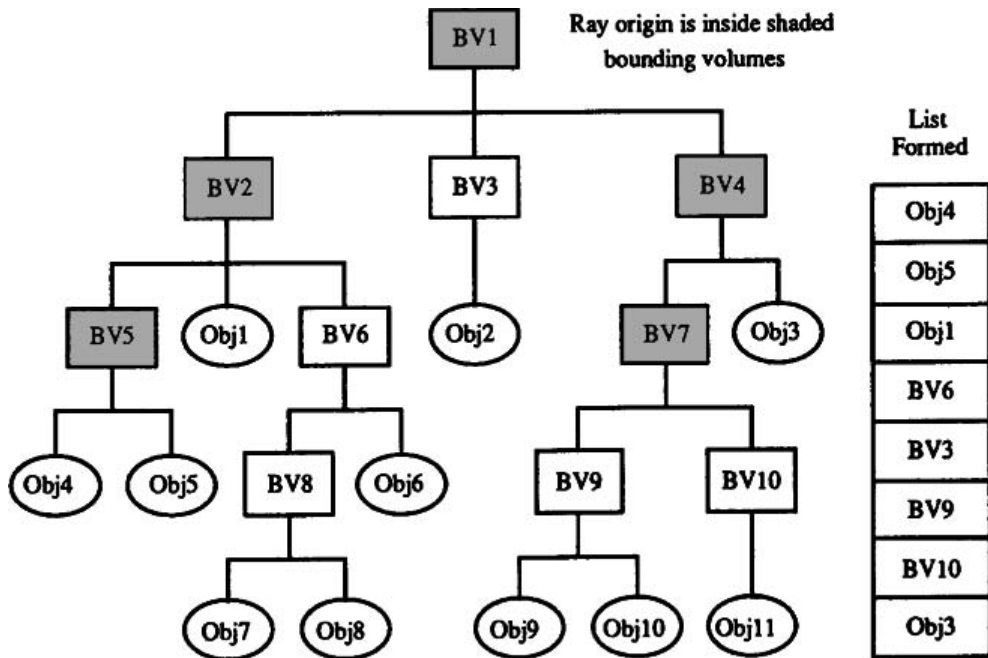 BV1
Ray origin is inside shaded
bounding volumes
List
Formed
BV2
BV3
BV4
Obj4
Obj5
Obj1
BV6
BV3
BV9
BV10
Obj3
BV5
Obj1
BV6
Obj2
BV7
Obj3
Obj4
Obj5
BV8
Obj6
BV9
BV10
Obj7
Obj8
Obj9
Obj10
Obj11